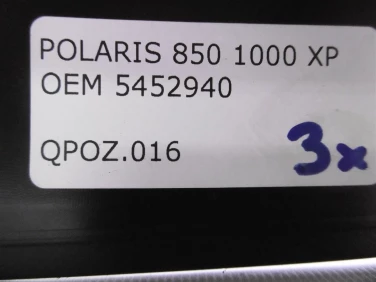 POLARIS 850 1000 XP
OEM 5452940
QPOZ.016 3x